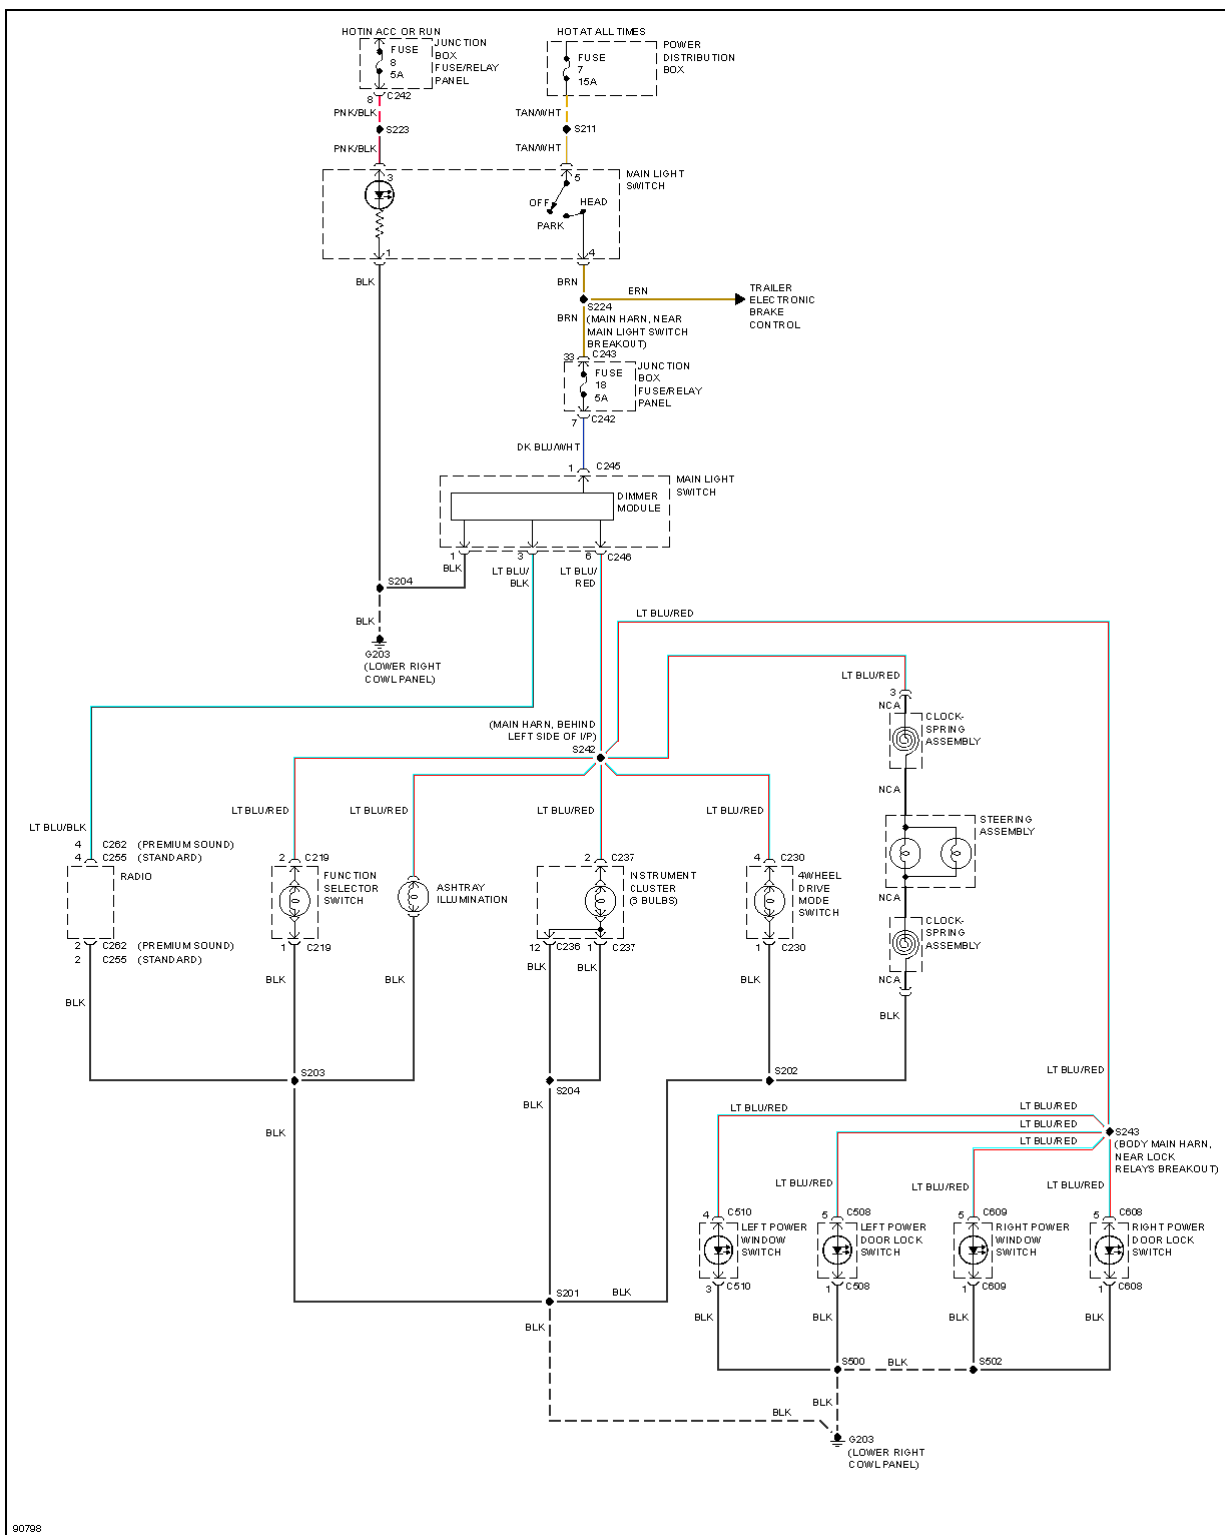 HOT IN ACC OR RUN
FUSE
8
5A
JUNCTION
BOX
FUSE/RELAY
PANEL
8
C242
PNK/BLK
S223
PNK/BLK
HOT AT ALL TIMES
FUSE
7
15A
POWER
DISTRIBUTION
BOX
TAN/WHT
S211
TAN/WHT
3
5
MAIN LIGHT
SWITCH
OFF
HEAD
PARK
1
4
BLK
BRN
ERN
TRAILER
ELECTRONIC
BRAKE
CONTROL
S224
BRN
(MAIN HARN, NEAR
MAIN LIGHT SWITCH
BREAKOUT)
33
C243
FUSE
18
5A
JUNCTION
BOX
FUSE/RELAY
PANEL
7
C242
DK BLU/WHT
1
C245
MAIN LIGHT
SWITCH
DIMMER
MODULE
1
3
6
C246
BLK
LT BLU/
BLK
LT BLU/
RED
S204
BLK
G203
(LOWER RIGHT
COWL PANEL)
LT BLU/RED
LT BLU/RED
3
NCA
CLOCK-
SPRING
ASSEMBLY
NCA
(MAIN HARN, BEHIND
LEFT SIDE OF I/P)
S242
LT BLU/BLK
LT BLU/RED
LT BLU/RED
LT BLU/RED
LT BLU/RED
STEERING
ASSEMBLY
4 C262 (PREMIUM SOUND)
4 C255 (STANDARD)
RADIO
2 C262 (PREMIUM SOUND)
2 C255 (STANDARD)
2
C219
FUNCTION
SELECTOR
SWITCH
1
C219
ASHTRAY
ILLUMINATION
2
C237
INSTRUMENT
CLUSTER
(5 BULBS)
12
C236
1
C237
4
C230
4WHEEL
DRIVE
MODE
SWITCH
1
C230
NCA
CLOCK-
SPRING
ASSEMBLY
NCA
BLK
BLK
BLK
BLK
BLK
BLK
BLK
S203
S204
S202
BLK
BLK
LT BLU/RED
LT BLU/RED
LT BLU/RED
LT BLU/RED
LT BLU/RED
S243
(BODY MAIN HARN,
NEAR LOCK
RELAYS BREAKOUT)
LT BLU/RED
LT BLU/RED
LT BLU/RED
4
C510
LEFT POWER
WINDOW
SWITCH
3
C510
5
C508
LEFT POWER
DOOR LOCK
SWITCH
1
C508
5
C609
RIGHT POWER
WINDOW
SWITCH
1
C609
5
C608
RIGHT POWER
DOOR LOCK
SWITCH
1
C608
S201
BLK
BLK
BLK
BLK
BLK
BLK
S500
BLK
S502
BLK
BLK
G203
(LOWER RIGHT
COWL PANEL)
90798